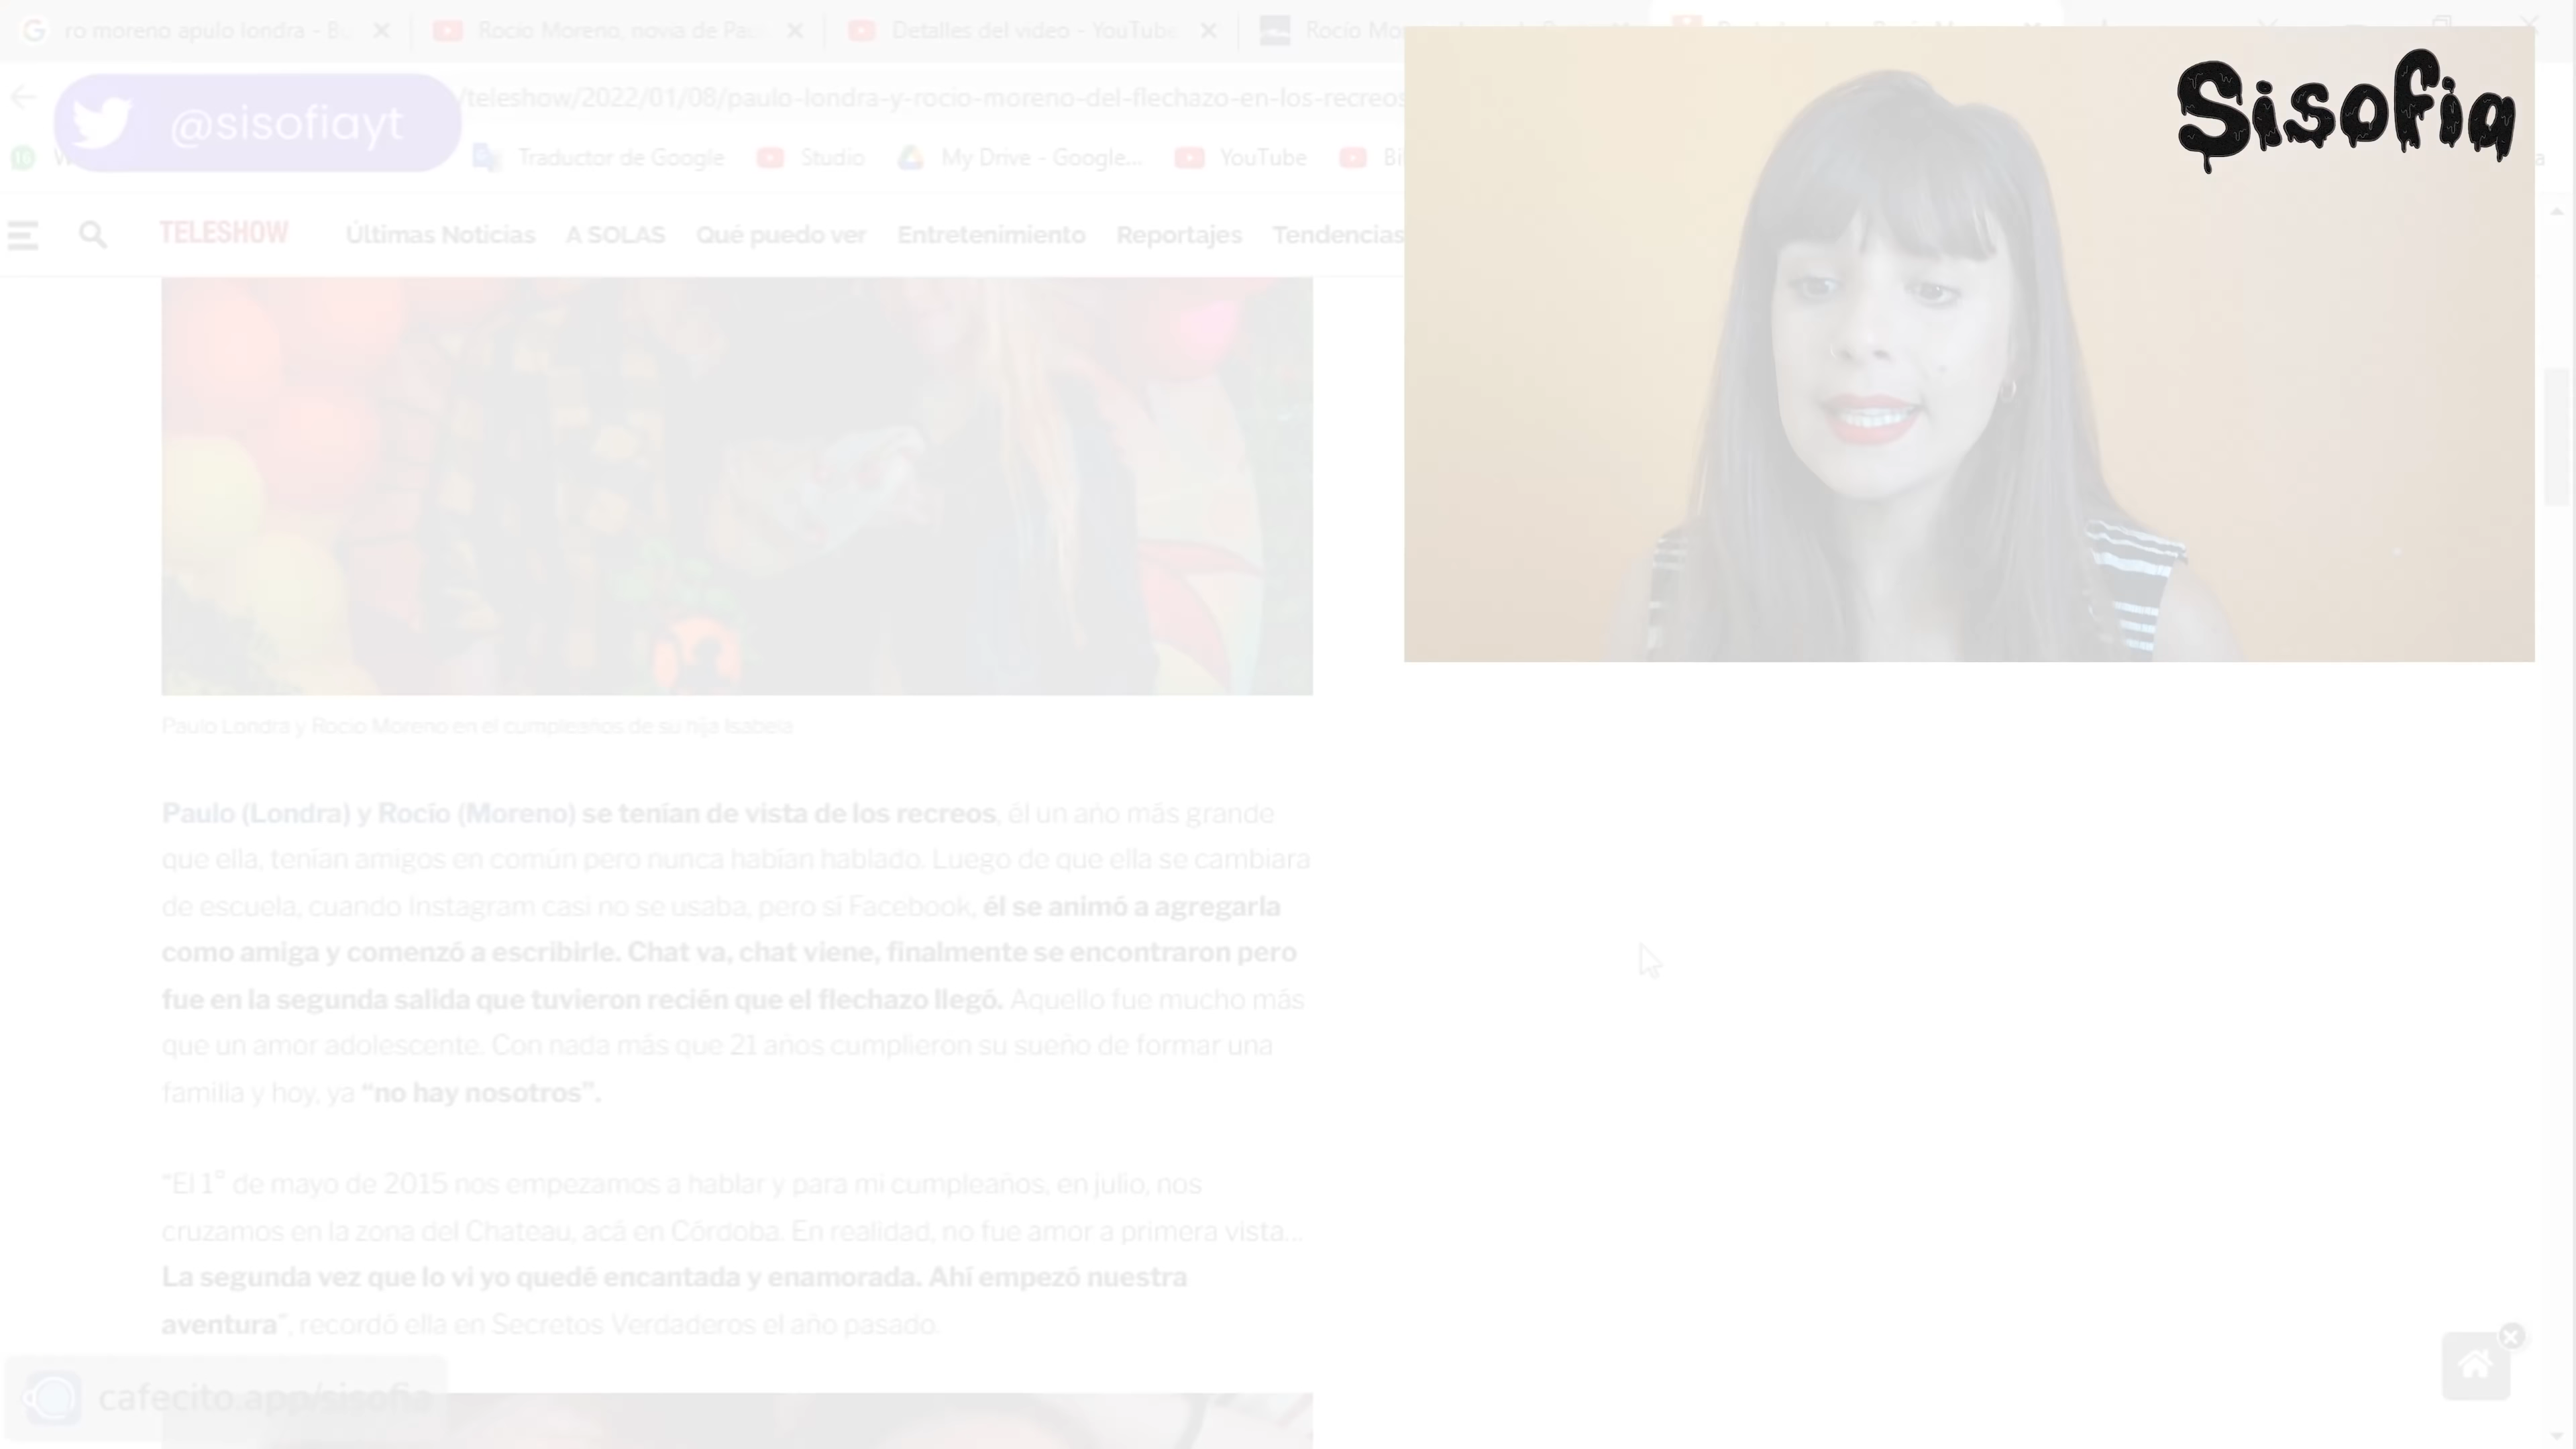 ro moreno apulo londra - B
Rocío Moreno, novia de Pau
Detalles del video - YouTube
Rocío Mo
@sisofiayt
/teleshow/2022/01/08/paulo-londra-y-rocio-moreno-del-flechazo-en-los-recreos
Traductor de Google
Studio
My Drive - Google...
YouTube
Sisofia
TELESHOW
Últimas Noticias
A SOLAS
Qué puedo ver
Entretenimiento
Reportajes
Tendencias
Paulo Londra y Rocío Moreno en el cumpleaños de su hija Isabela
Paulo (Londra) y Rocío (Moreno) se tenían de vista de los recreos, él un año más grande
que ella, tenían amigos en común pero nunca habían hablado. Luego de que ella se cambiara
de escuela, cuando Instagram casi no se usaba, pero sí Facebook, él se animó a agregarla
como amiga y comenzó a escribirle. Chat va, chat viene, finalmente se encontraron pero
fue en la segunda salida que tuvieron recién que el flechazo llegó. Aquello fue mucho más
que un amor adolescente. Con nada más que 21 años cumplieron su sueño de formar una
familia y hoy, ya “no hay nosotros”.
“El 1° de mayo de 2015 nos empezamos a hablar y para mi cumpleaños, en julio, nos
cruzamos en la zona del Chateau, acá en Córdoba. En realidad, no fue amor a primera vista...
La segunda vez que lo vi yo quedé encantada y enamorada. Ahí empezó nuestra
aventura”, recordó ella en Secretos Verdaderos el año pasado.
cafecito.app/sisofia